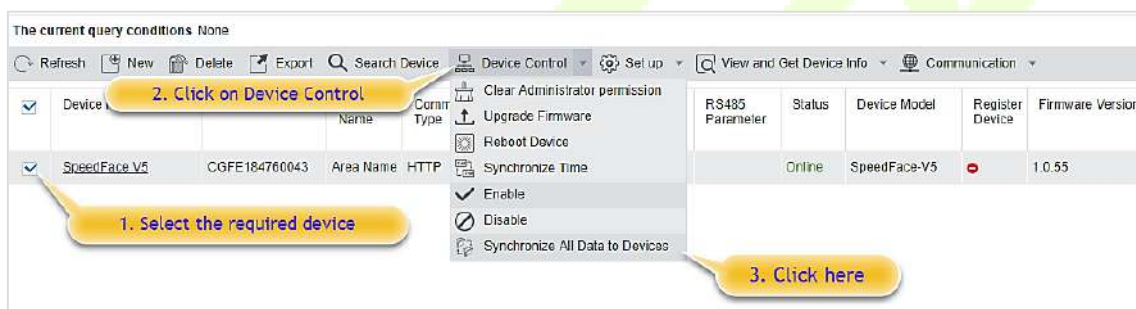 The current query conditions None
Refresh New Delete Export Search Device Device Control Set up View and Get Device Info Communication
2. Click on Device Control
Clear Administrator permission
Device
Name
Comm
Type
RS485
Parameter
Status
Device Model
Register
Device
Firmware Version
Upgrade Firmware
Reboot Device
SpeedFace V5 CGFE184760043 Area Name HTTP Synchronize Time Online SpeedFace-V5 1.0.55
Enable
1. Select the required device
Disable
Synchronize All Data to Devices
3. Click here